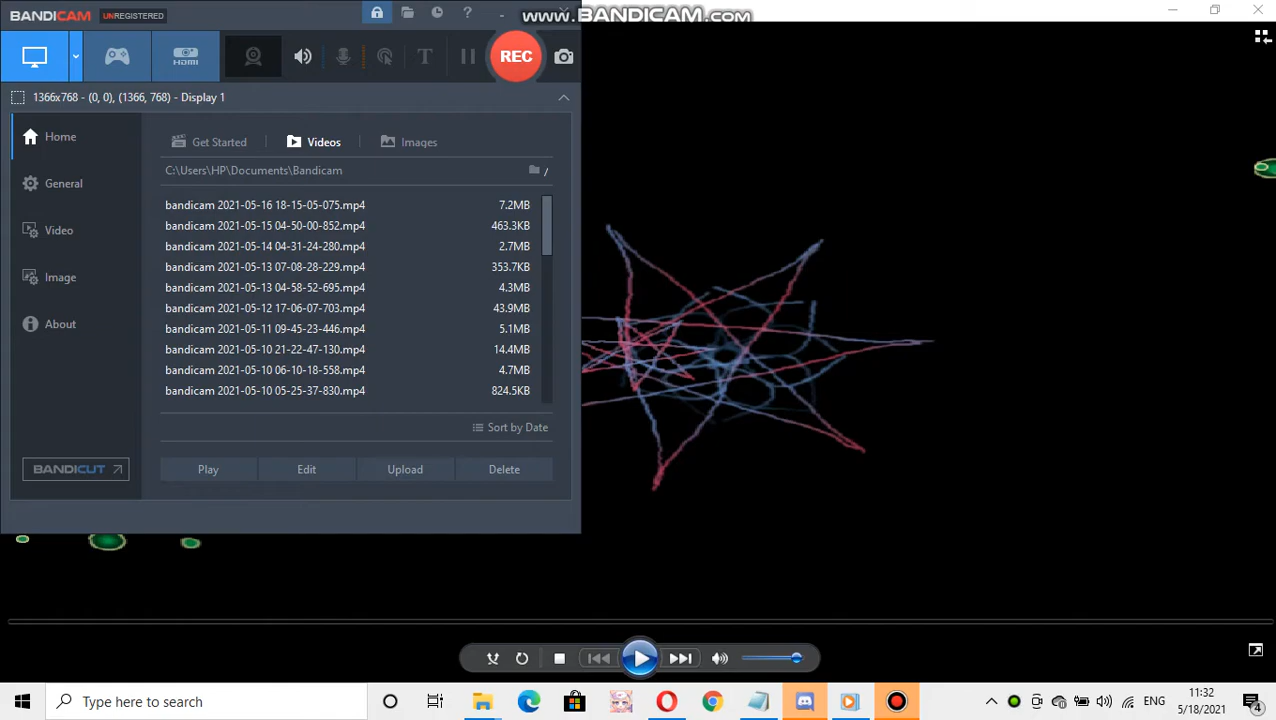 BANDICAM UNREGISTERED
www.BANDICAM.com
HDMI
T
REC
1366x768 - (0, 0), (1366, 768) - Display 1
Home
General
Video
Image
About
BANDICUT
Get Started
Videos
Images
C:\Users\HP\Documents\Bandicam
/
bandicam 2021-05-16 18-15-05-075.mp4 7.2MB
bandicam 2021-05-15 04-50-00-852.mp4 463.3KB
bandicam 2021-05-14 04-31-24-280.mp4 2.7MB
bandicam 2021-05-13 07-08-28-229.mp4 353.7KB
bandicam 2021-05-13 04-58-52-695.mp4 4.3MB
bandicam 2021-05-12 17-06-07-703.mp4 43.9MB
bandicam 2021-05-11 09-45-23-446.mp4 5.1MB
bandicam 2021-05-10 21-22-47-130.mp4 14.4MB
bandicam 2021-05-10 06-10-18-558.mp4 4.7MB
bandicam 2021-05-10 05-25-37-830.mp4 824.5KB
Sort by Date
Play Edit Upload Delete
Type here to search
ENG
11:32
5/18/2021
4